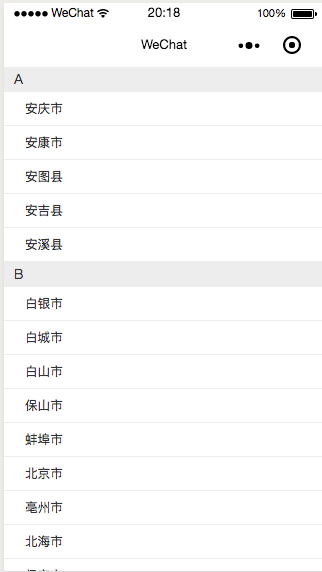 WeChat 20:18 100%
WeChat
A
安庆市
安康市
安图县
安吉县
安溪县
B
白银市
白城市
白山市
保山市
蚌埠市
北京市
亳州市
北海市